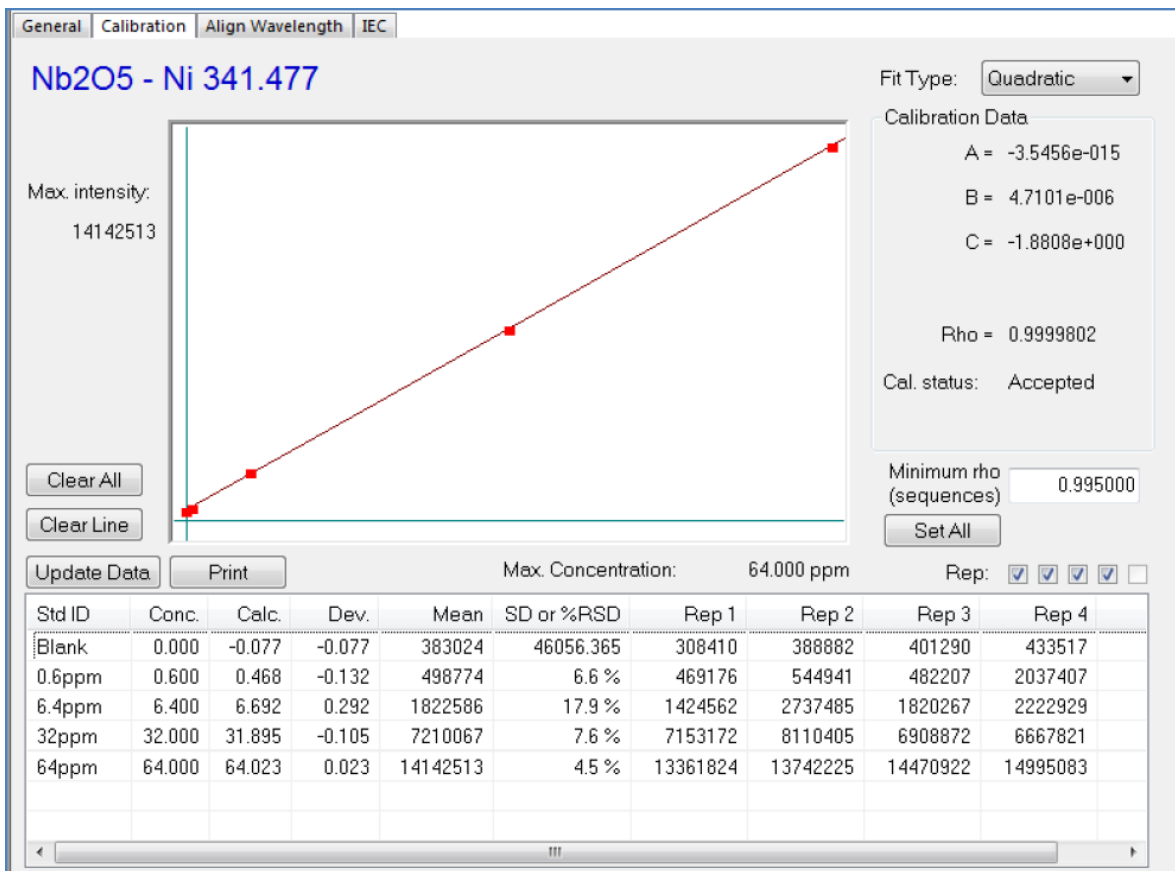 General Calibration Align Wavelength IEC
Nb2O5 - Ni 341.477
Fit Type: Quadratic
Calibration Data
A = -3.5456e-015
Max. intensity:
B = 4.7101e-006
14142513
C = -1.8808e+000
Rho = 0.9999802
Cal. status: Accepted
Clear All
Minimum rho
(sequences) 0.995000
Clear Line
Set All
Update Data Print Max. Concentration: 64.000 ppm Rep:
Std ID Conc. Calc. Dev. Mean SD or %RSD Rep 1 Rep 2 Rep 3 Rep 4
Blank 0.000 -0.077 -0.077 383024 46056.365 308410 388882 401290 433517
0.6ppm 0.600 0.468 -0.132 498774 6.6 % 469176 544941 482207 2037407
6.4ppm 6.400 6.692 0.292 1822586 17.9 % 1424562 2737485 1820267 2222929
32ppm 32.000 31.895 -0.105 7210067 7.6 % 7153172 8110405 6908872 6667821
64ppm 64.000 64.023 0.023 14142513 4.5 % 13361824 13742225 14470922 14995083